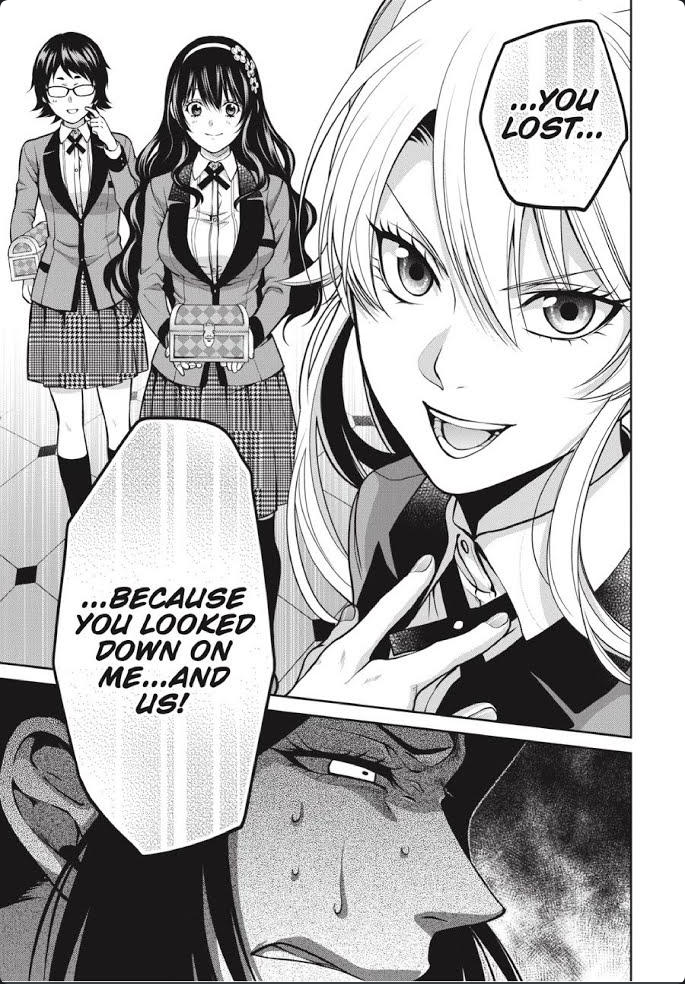 ...YOU
LOST...
...BECAUSE
YOU LOOKED
DOWN ON
ME...AND
US!